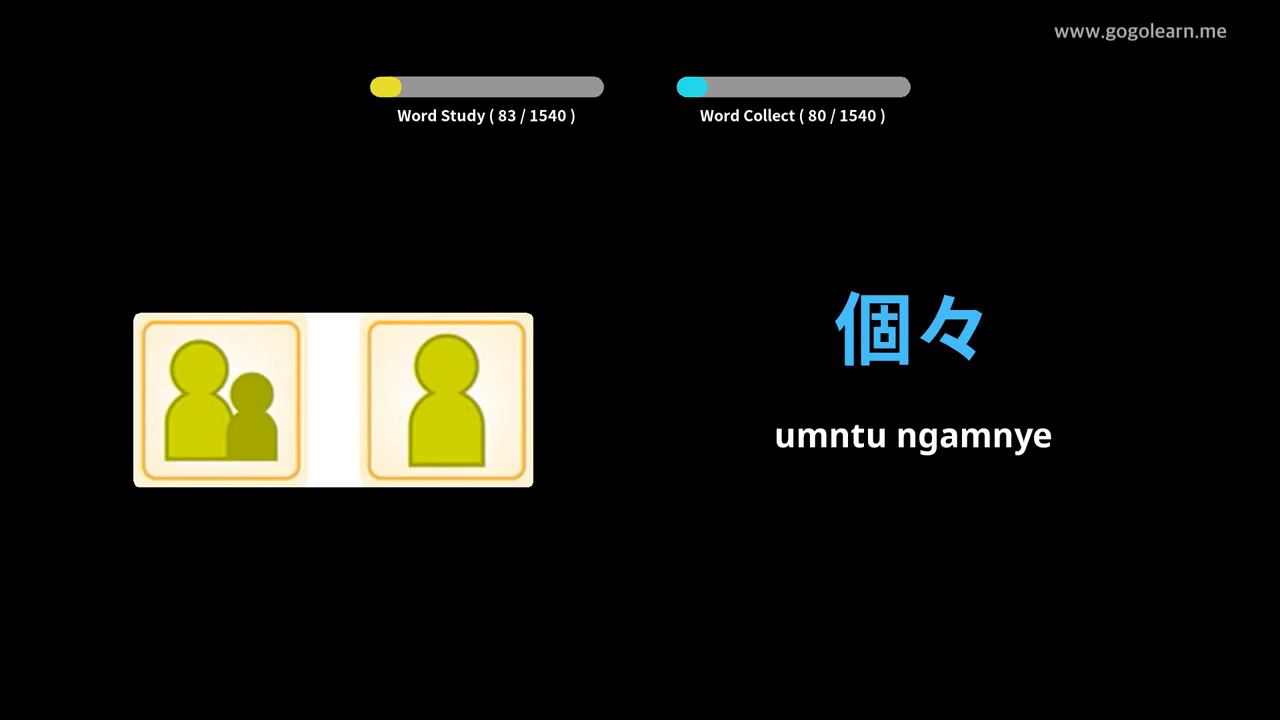 www.gogolearn.me
Word Study ( 83 / 1540 )
Word Collect ( 80 / 1540 )
個々
umntu ngamnye